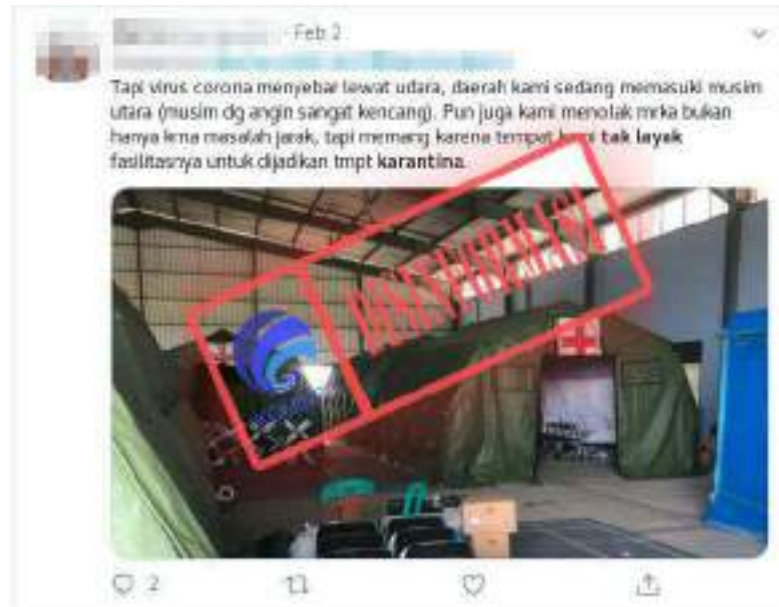 Feb 2
Tapi virus corona menyebar lewat udara, daerah kami sedang memasuki musim
utara (musim dg angin sangat kencang). Pun juga kami menolak mrka bukan
hanya krna masalah jarak, tapi memang karena tempat kami tak layak
fasilitasnya untuk dijadikan tmpt karantina.
DISINFORMASI
2